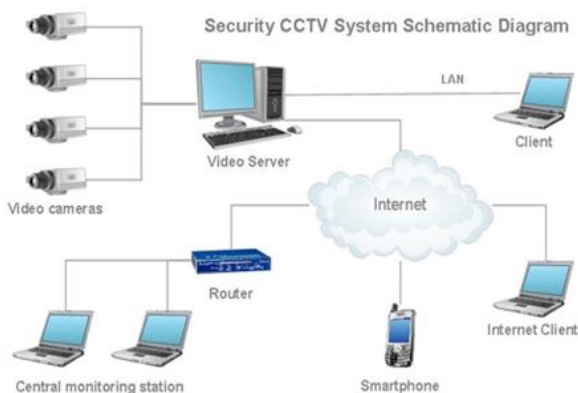 Security CCTV System Schematic Diagram
LAN
Video Server
Client
Video cameras
Internet
Router
Internet Client
Central monitoring station
Smartphone